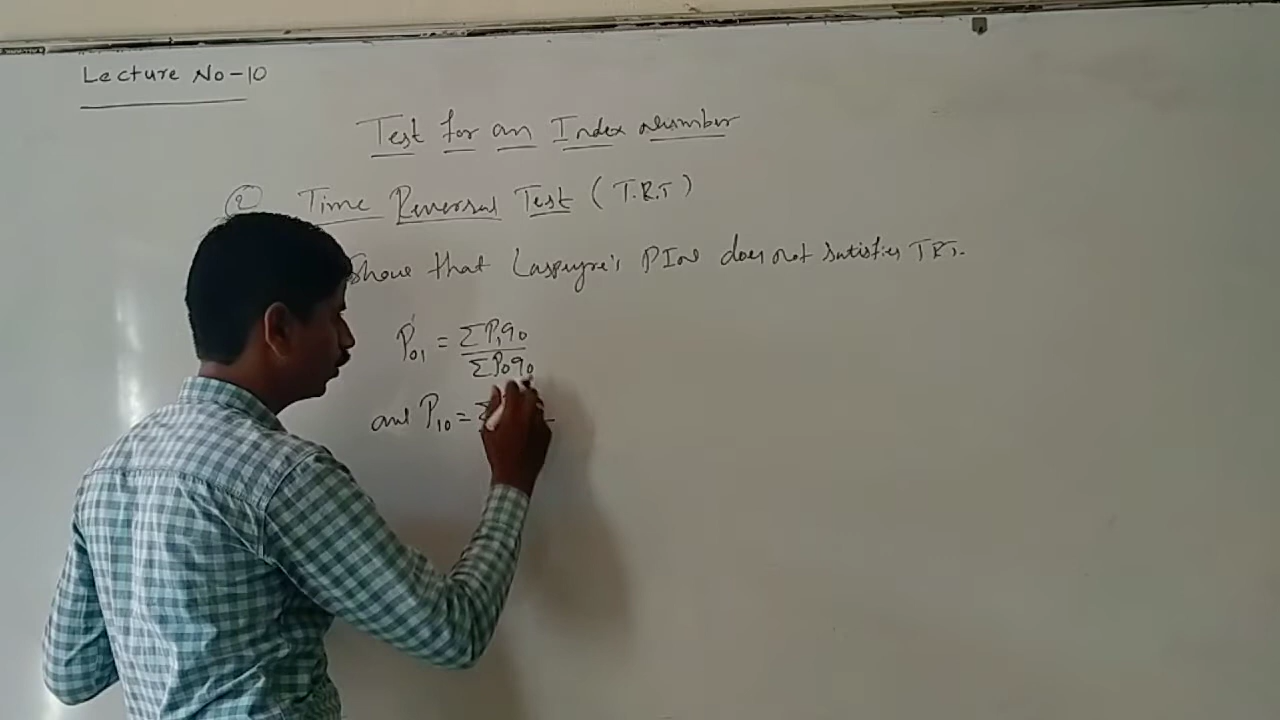 Lecture No-10
Test for an Index Number
② Time Reversal Test (T.R.T)
Show that Laspeyre's PIN does not satisfies TRT.
P₀₁ = ΣP₁q₀ / ΣP₀q₀
and P₁₀ = Σ